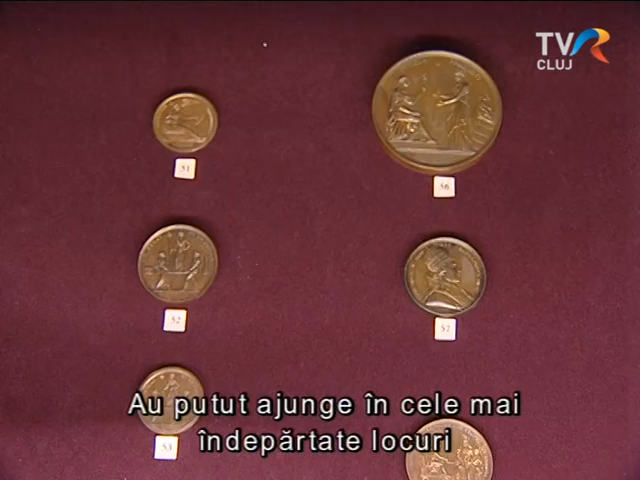 TVR
CLUJ
51
56
52
57
53
Au putut ajunge în cele mai
îndepărtate locuri